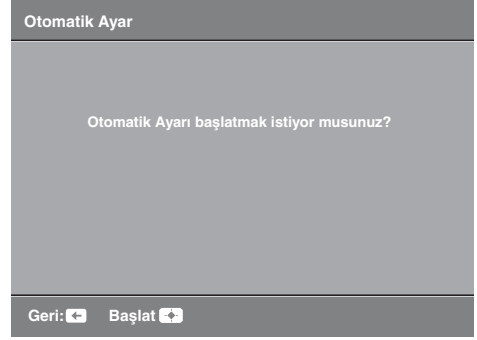 Otomatik Ayar
Otomatik Ayarı başlatmak istiyor musunuz?
Geri: Başlat